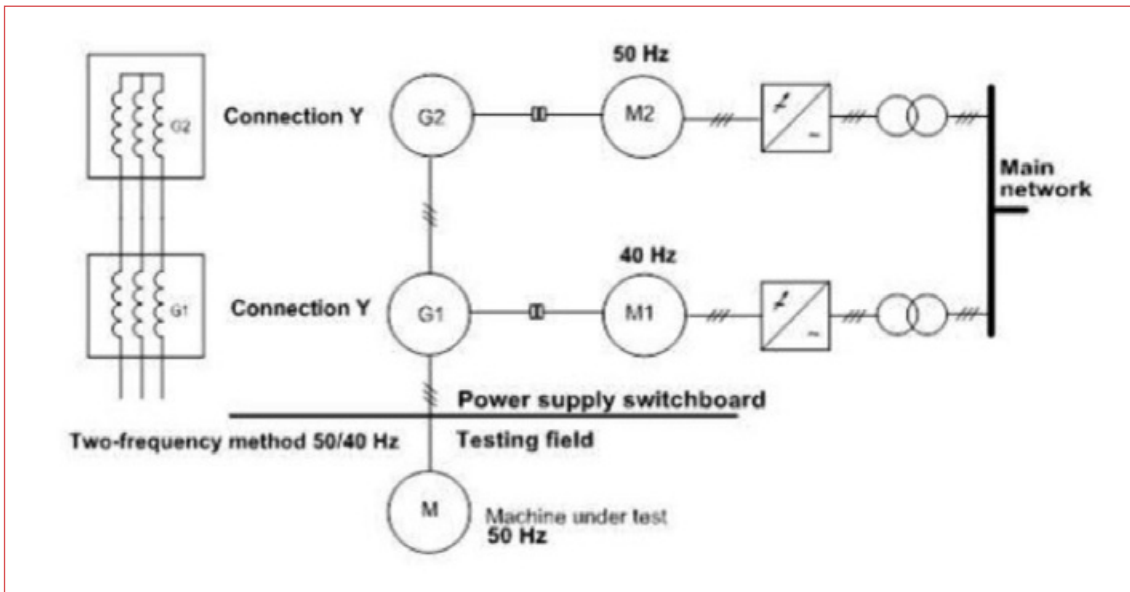 50 Hz
G2
Connection Y
G2
M2
~
Main
network
40 Hz
G1
Connection Y
G1
M1
~
Power supply switchboard
Two-frequency method 50/40 Hz
Testing field
M
Machine under test
50 Hz